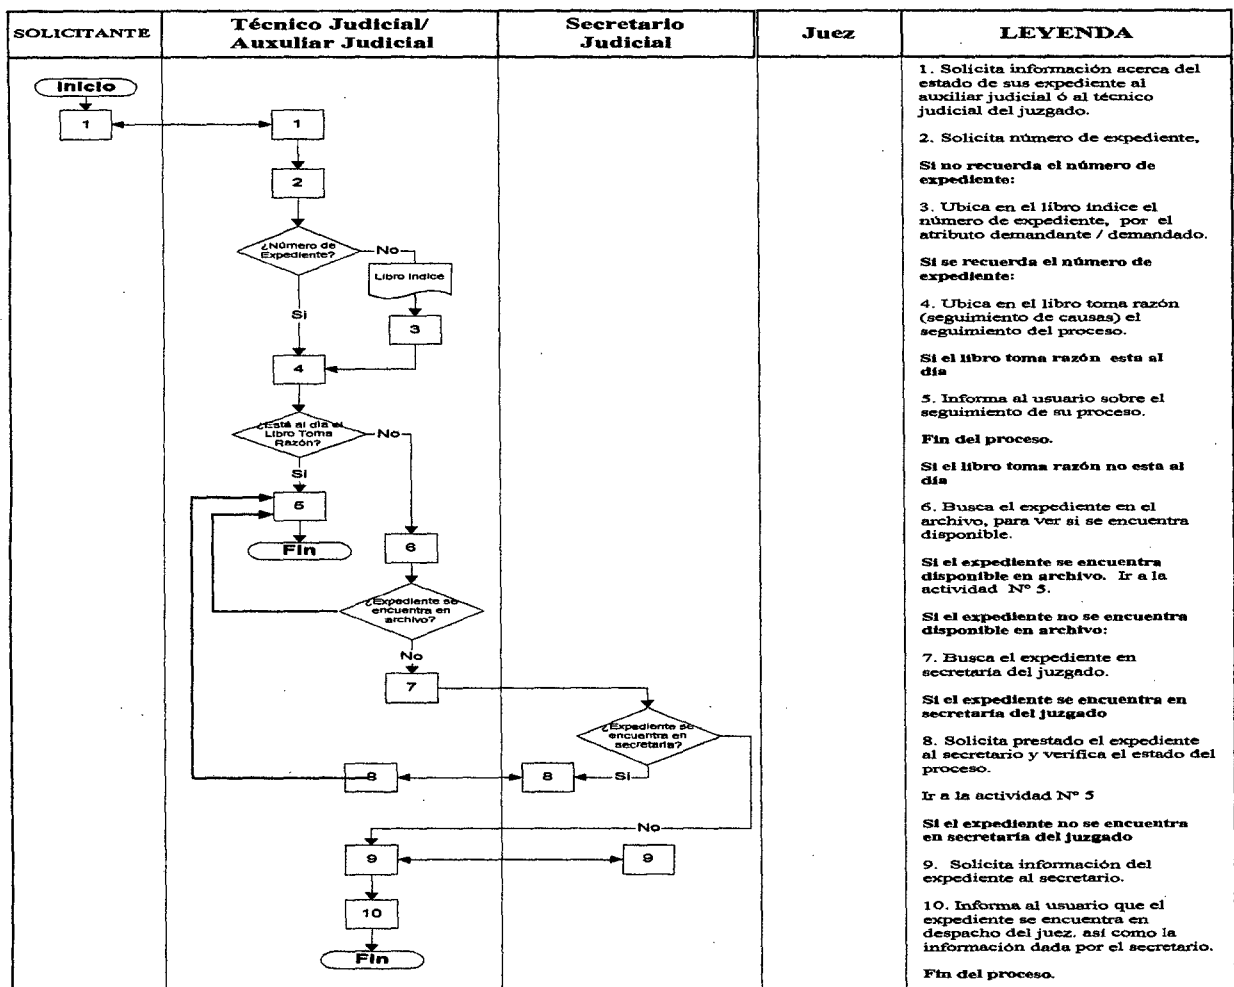 SOLICITANTE
Técnico Judicial/
Auxuliar Judicial
Secretario
Judicial
Juez
LEYENDA
Inicio
1
1
2
¿Número de
Expediente?
No
Libro Indice
Si
3
4
¿Está al día el
Libro Toma
Razón?
No
Si
5
Fin
6
¿Expediente se
encuentra en
archivo?
No
7
¿Expediente se
encuentra en
secretaria?
8
8
Si
No
9
9
10
Fin
1. Solicita información acerca del
estado de sus expediente al
auxiliar judicial ó al técnico
judicial del juzgado.
2. Solicita número de expediente,
Si no recuerda el número de
expediente:
3. Ubica en el libro índice el
número de expediente, por el
atributo demandante / demandado.
Si se recuerda el número de
expediente:
4. Ubica en el libro toma razón
(seguimiento de causas) el
seguimiento del proceso.
Si el libro toma razón esta al
día
5. Informa al usuario sobre el
seguimiento de su proceso.
Fin del proceso.
Si el libro toma razón no esta al
día
6. Busca el expediente en el
archivo, para ver si se encuentra
disponible.
Si el expediente se encuentra
disponible en archivo. Ir a la
actividad Nº 5.
Si el expediente no se encuentra
disponible en archivo:
7. Busca el expediente en
secretaría del juzgado.
Si el expediente se encuentra en
secretaría del juzgado
8. Solicita prestado el expediente
al secretario y verifica el estado del
proceso.
Ir a la actividad Nº 5
Si el expediente no se encuentra
en secretaría del juzgado
9. Solicita información del
expediente al secretario.
10. Informa al usuario que el
expediente se encuentra en
despacho del juez. así como la
información dada por el secretario.
Fin del proceso.